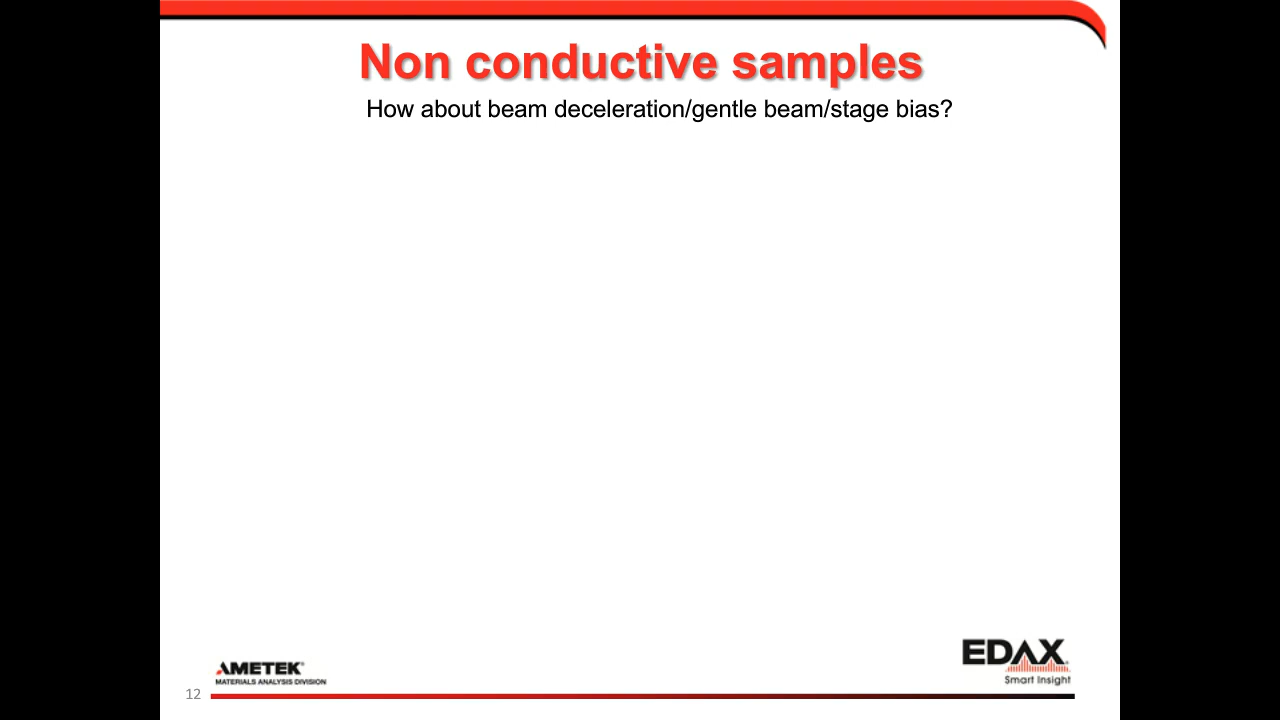 Non conductive samples
How about beam deceleration/gentle beam/stage bias?
AMETEK®
MATERIALS ANALYSIS DIVISION
EDAX
Smart Insight
12